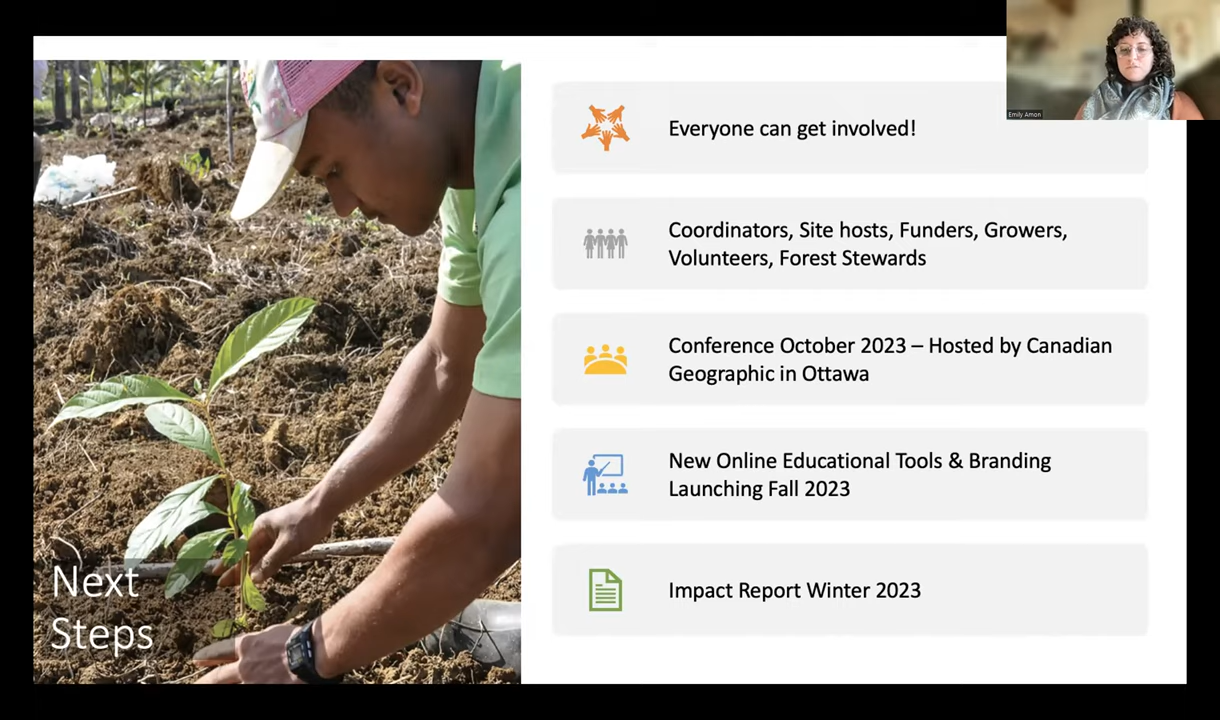 Everyone can get involved!
Coordinators, Site hosts, Funders, Growers,
Volunteers, Forest Stewards
Conference October 2023 – Hosted by Canadian
Geographic in Ottawa
New Online Educational Tools & Branding
Launching Fall 2023
Impact Report Winter 2023
Next
Steps
Emily Amon